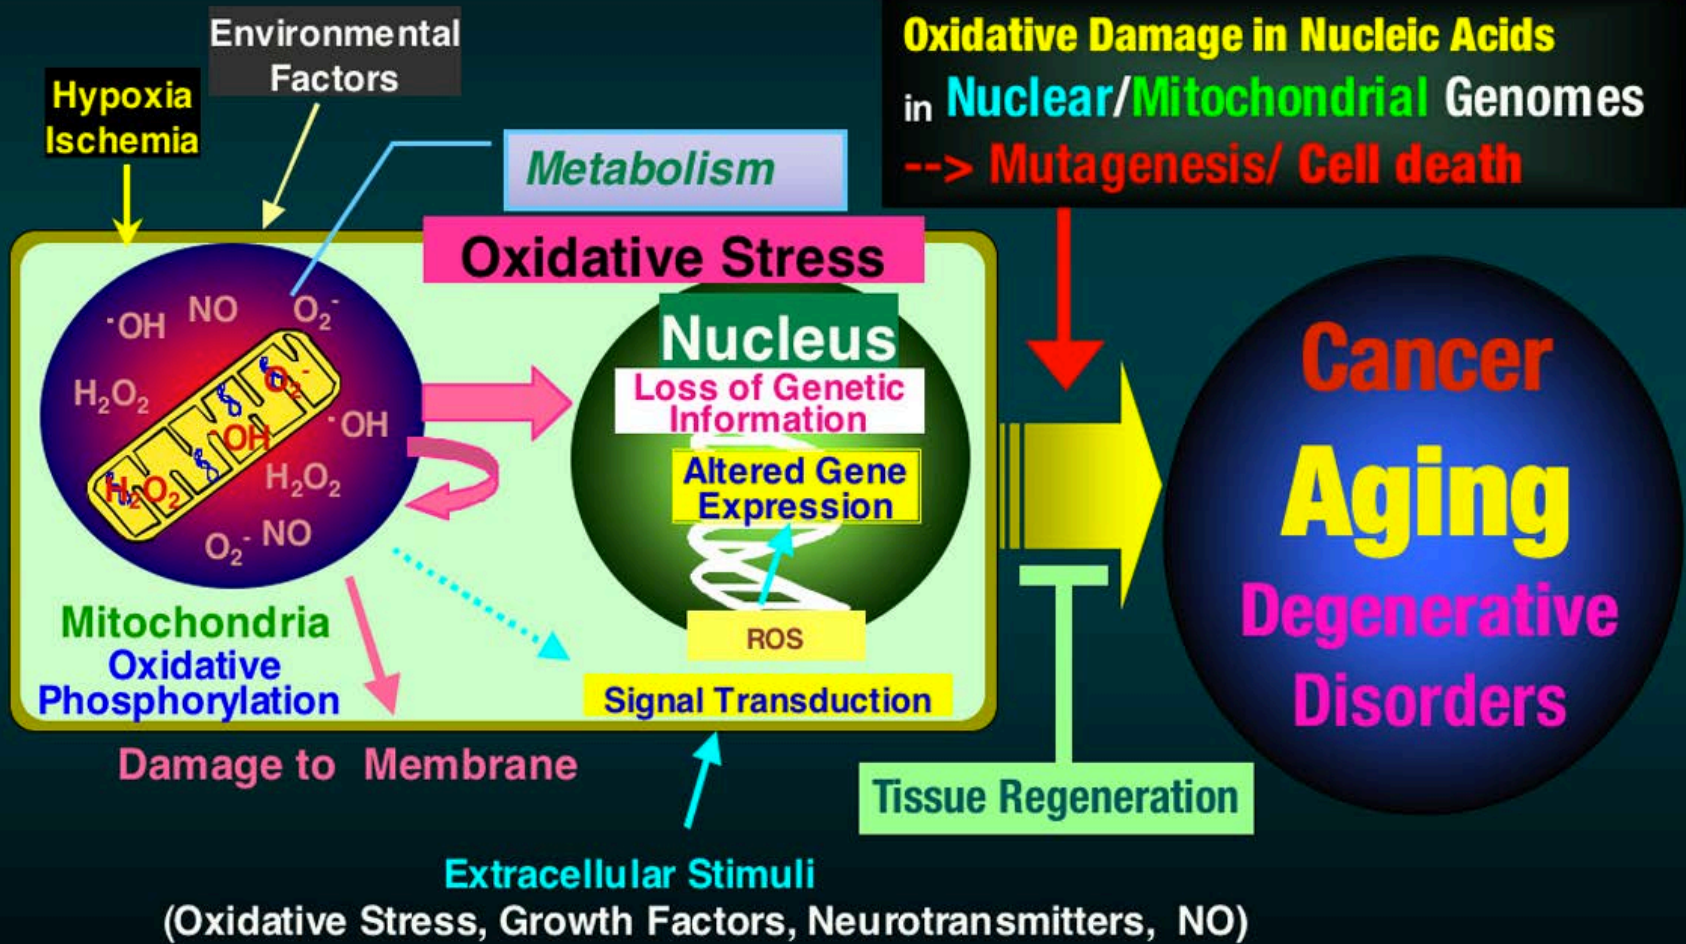 Environmental
Factors
Hypoxia
Ischemia
Metabolism
Oxidative Damage in Nucleic Acids
in Nuclear/Mitochondrial Genomes
--> Mutagenesis/ Cell death
Oxidative Stress
·OH NO O₂⁻
H₂O₂
O₂⁻
·OH
OH
H₂O₂
H₂O₂
O₂⁻ NO
Mitochondria
Oxidative
Phosphorylation
Nucleus
Loss of Genetic
Information
Altered Gene
Expression
ROS
Signal Transduction
Damage to Membrane
Cancer
Aging
Degenerative
Disorders
Tissue Regeneration
Extracellular Stimuli
(Oxidative Stress, Growth Factors, Neurotransmitters, NO)